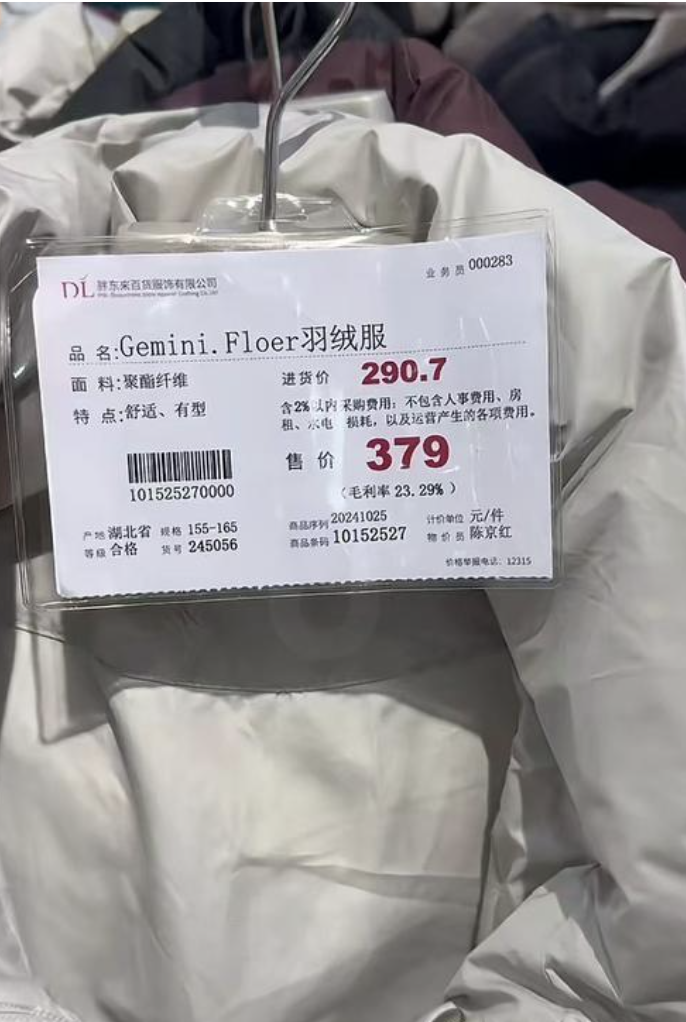 DL 胖东来百货服饰有限公司
业务员 000283
品 名:Gemini.Floer羽绒服
面 料:聚酯纤维
进货价 290.7
特 点:舒适、有型
含2%以内采购费用；不包含人事费用、房
租、水电 损耗，以及运营产生的各项费用。
售 价 379
（毛利率 23.29% ）
101525270000
产地 湖北省 规格 155-165
商品序列 20241025 计价单位 元/件
等级 合格 货号 245056
商品条码 10152527 物价员 陈京红
价格举报电话：12315